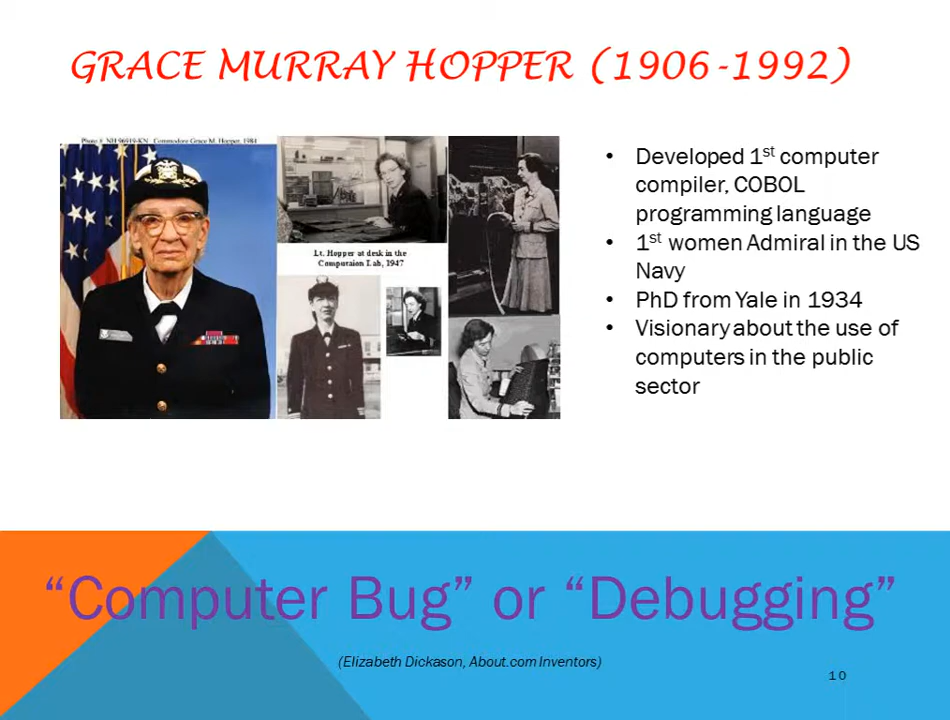 GRACE MURRAY HOPPER (1906-1992)
Photo #: NH 96919-KN Commodore Grace M. Hopper, 1984
Lt. Hopper at desk in the
Computaion Lab, 1947
• Developed 1st computer
compiler, COBOL
programming language
• 1st women Admiral in the US
Navy
• PhD from Yale in 1934
• Visionary about the use of
computers in the public
sector
“Computer Bug” or “Debugging”
(Elizabeth Dickason, About.com Inventors)
10